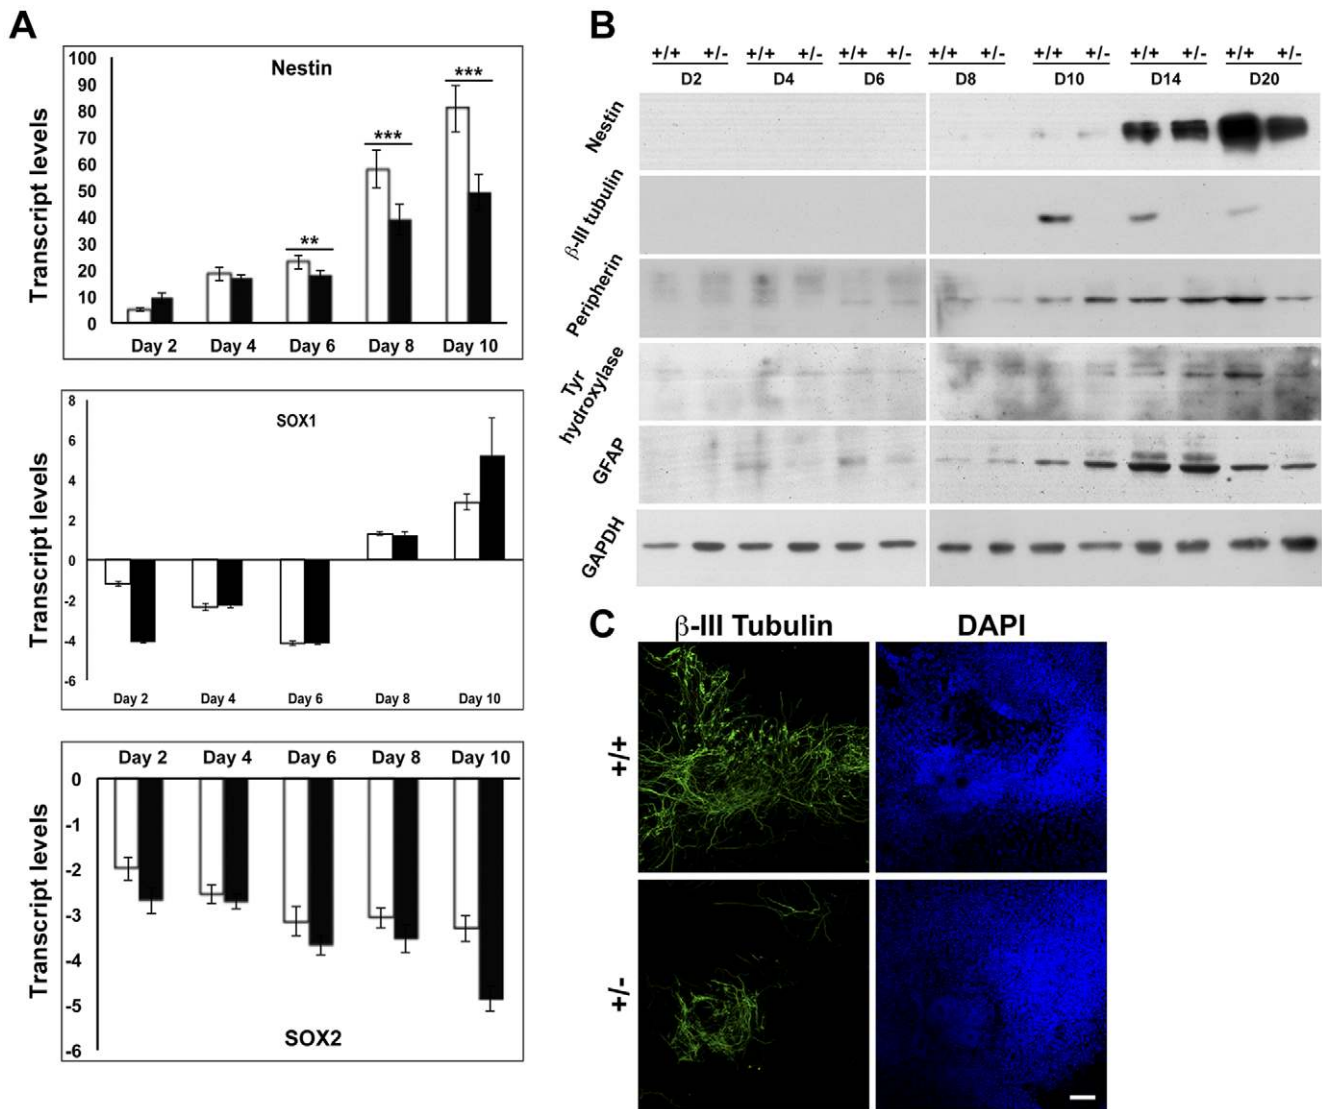 A
Nestin
Transcript levels
100
90
80
70
60
50
40
30
20
10
0
**
***
***
Day 2 Day 4 Day 6 Day 8 Day 10
SOX1
Transcript levels
8
6
4
2
0
-2
-4
-6
Day 2 Day 4 Day 6 Day 8 Day 10
Day 2 Day 4 Day 6 Day 8 Day 10
Transcript levels
0
-1
-2
-3
-4
-5
-6
SOX2
B
+/+ +/- +/+ +/- +/+ +/- +/+ +/- +/+ +/- +/+ +/- +/+ +/-
D2 D4 D6 D8 D10 D14 D20
Nestin
β-III tubulin
Peripherin
Tyr
hydroxylase
GFAP
GAPDH
C
β-III Tubulin DAPI
+/+
+/-